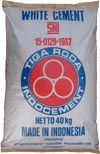 WHITE CEMENT
SNI
15-0129-1987
TIGA RODA
INDOCEMENT
NETTO 40 kg
MADE IN INDONESIA